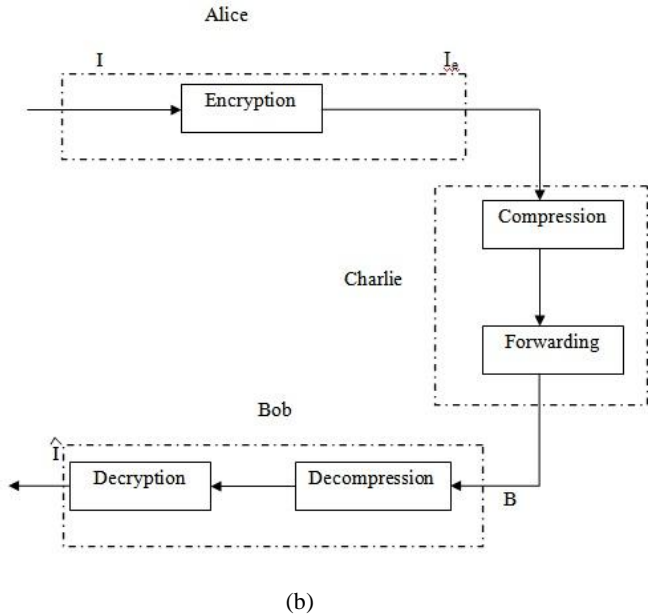 Alice
I
Ie
Encryption
Compression
Charlie
Forwarding
Bob
Î
Decryption
Decompression
B
(b)